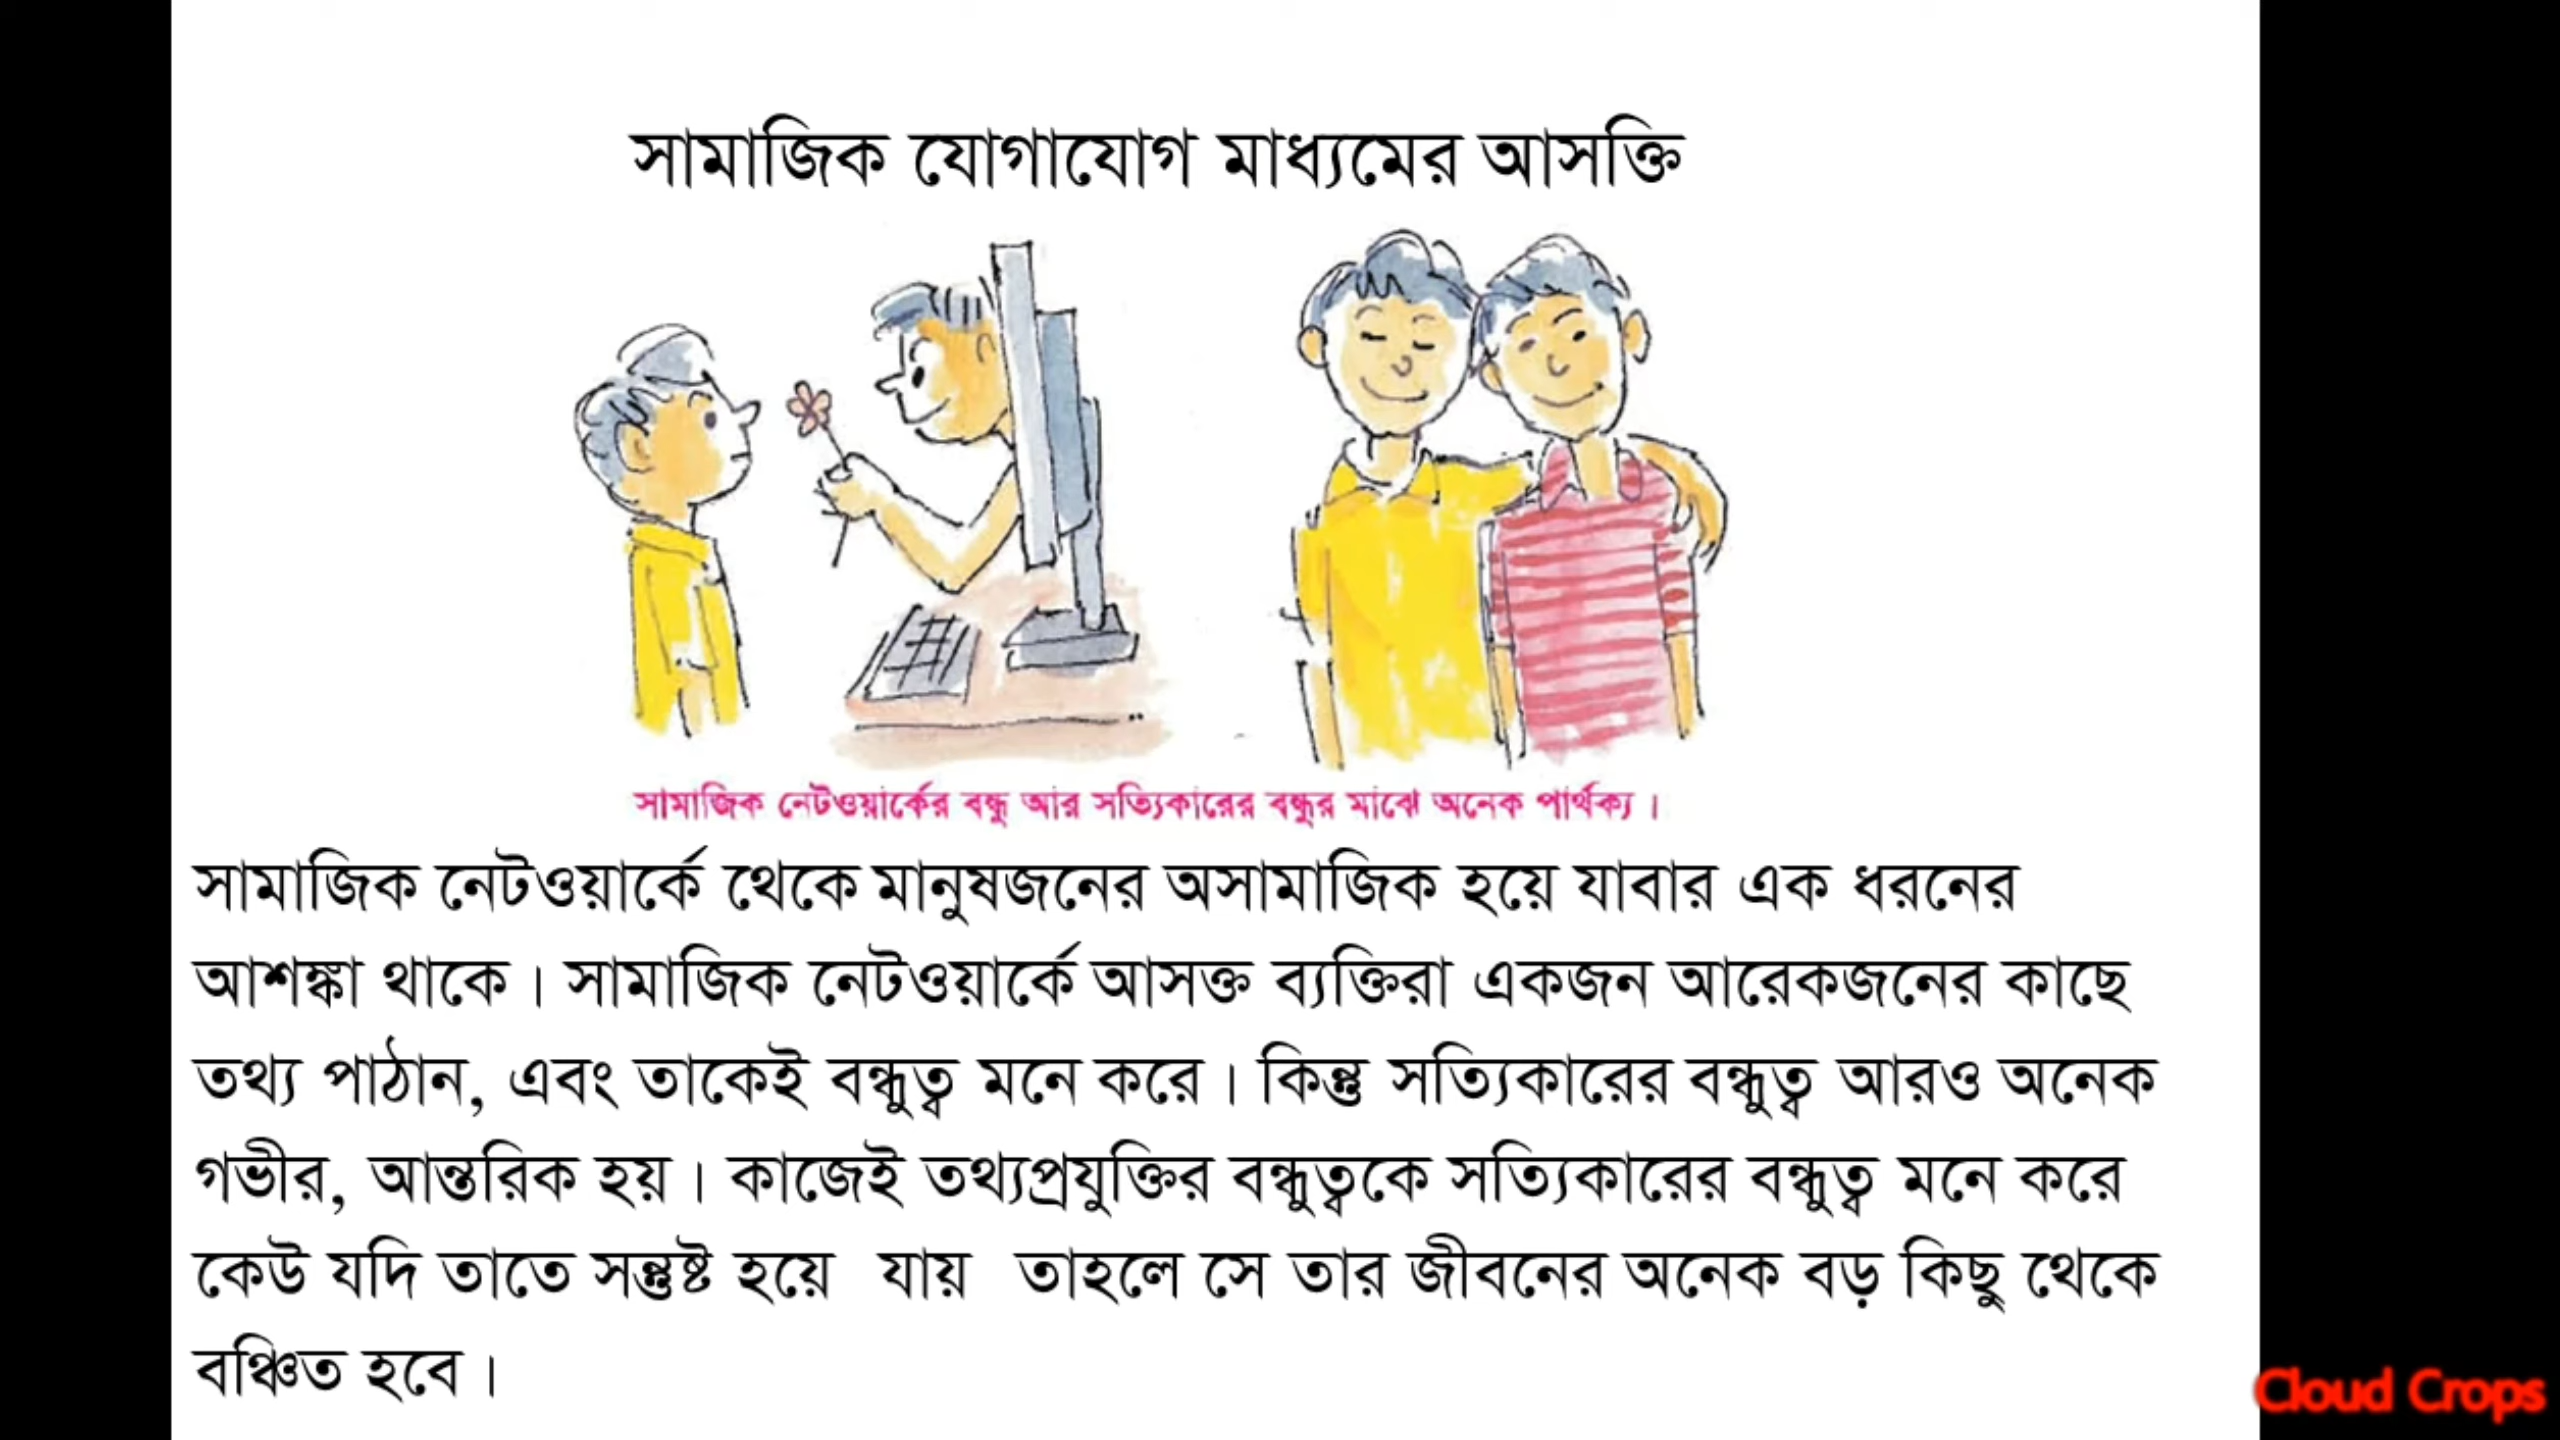 সামাজিক যোগাযোগ মাধ্যমের আসক্তি
সামাজিক নেটওয়ার্কের বন্ধু আর সত্যিকারের বন্ধুর মাঝে অনেক পার্থক্য ।
সামাজিক নেটওয়ার্কে থেকে মানুষজনের অসামাজিক হয়ে যাবার এক ধরনের
আশঙ্কা থাকে । সামাজিক নেটওয়ার্কে আসক্ত ব্যক্তিরা একজন আরেকজনের কাছে
তথ্য পাঠান, এবং তাকেই বন্ধুত্ব মনে করে । কিন্তু সত্যিকারের বন্ধুত্ব আরও অনেক
গভীর, আন্তরিক হয় । কাজেই তথ্যপ্রযুক্তির বন্ধুত্বকে সত্যিকারের বন্ধুত্ব মনে করে
কেউ যদি তাতে সন্তুষ্ট হয়ে যায় তাহলে সে তার জীবনের অনেক বড় কিছু থেকে
বঞ্চিত হবে ।
Cloud Crops